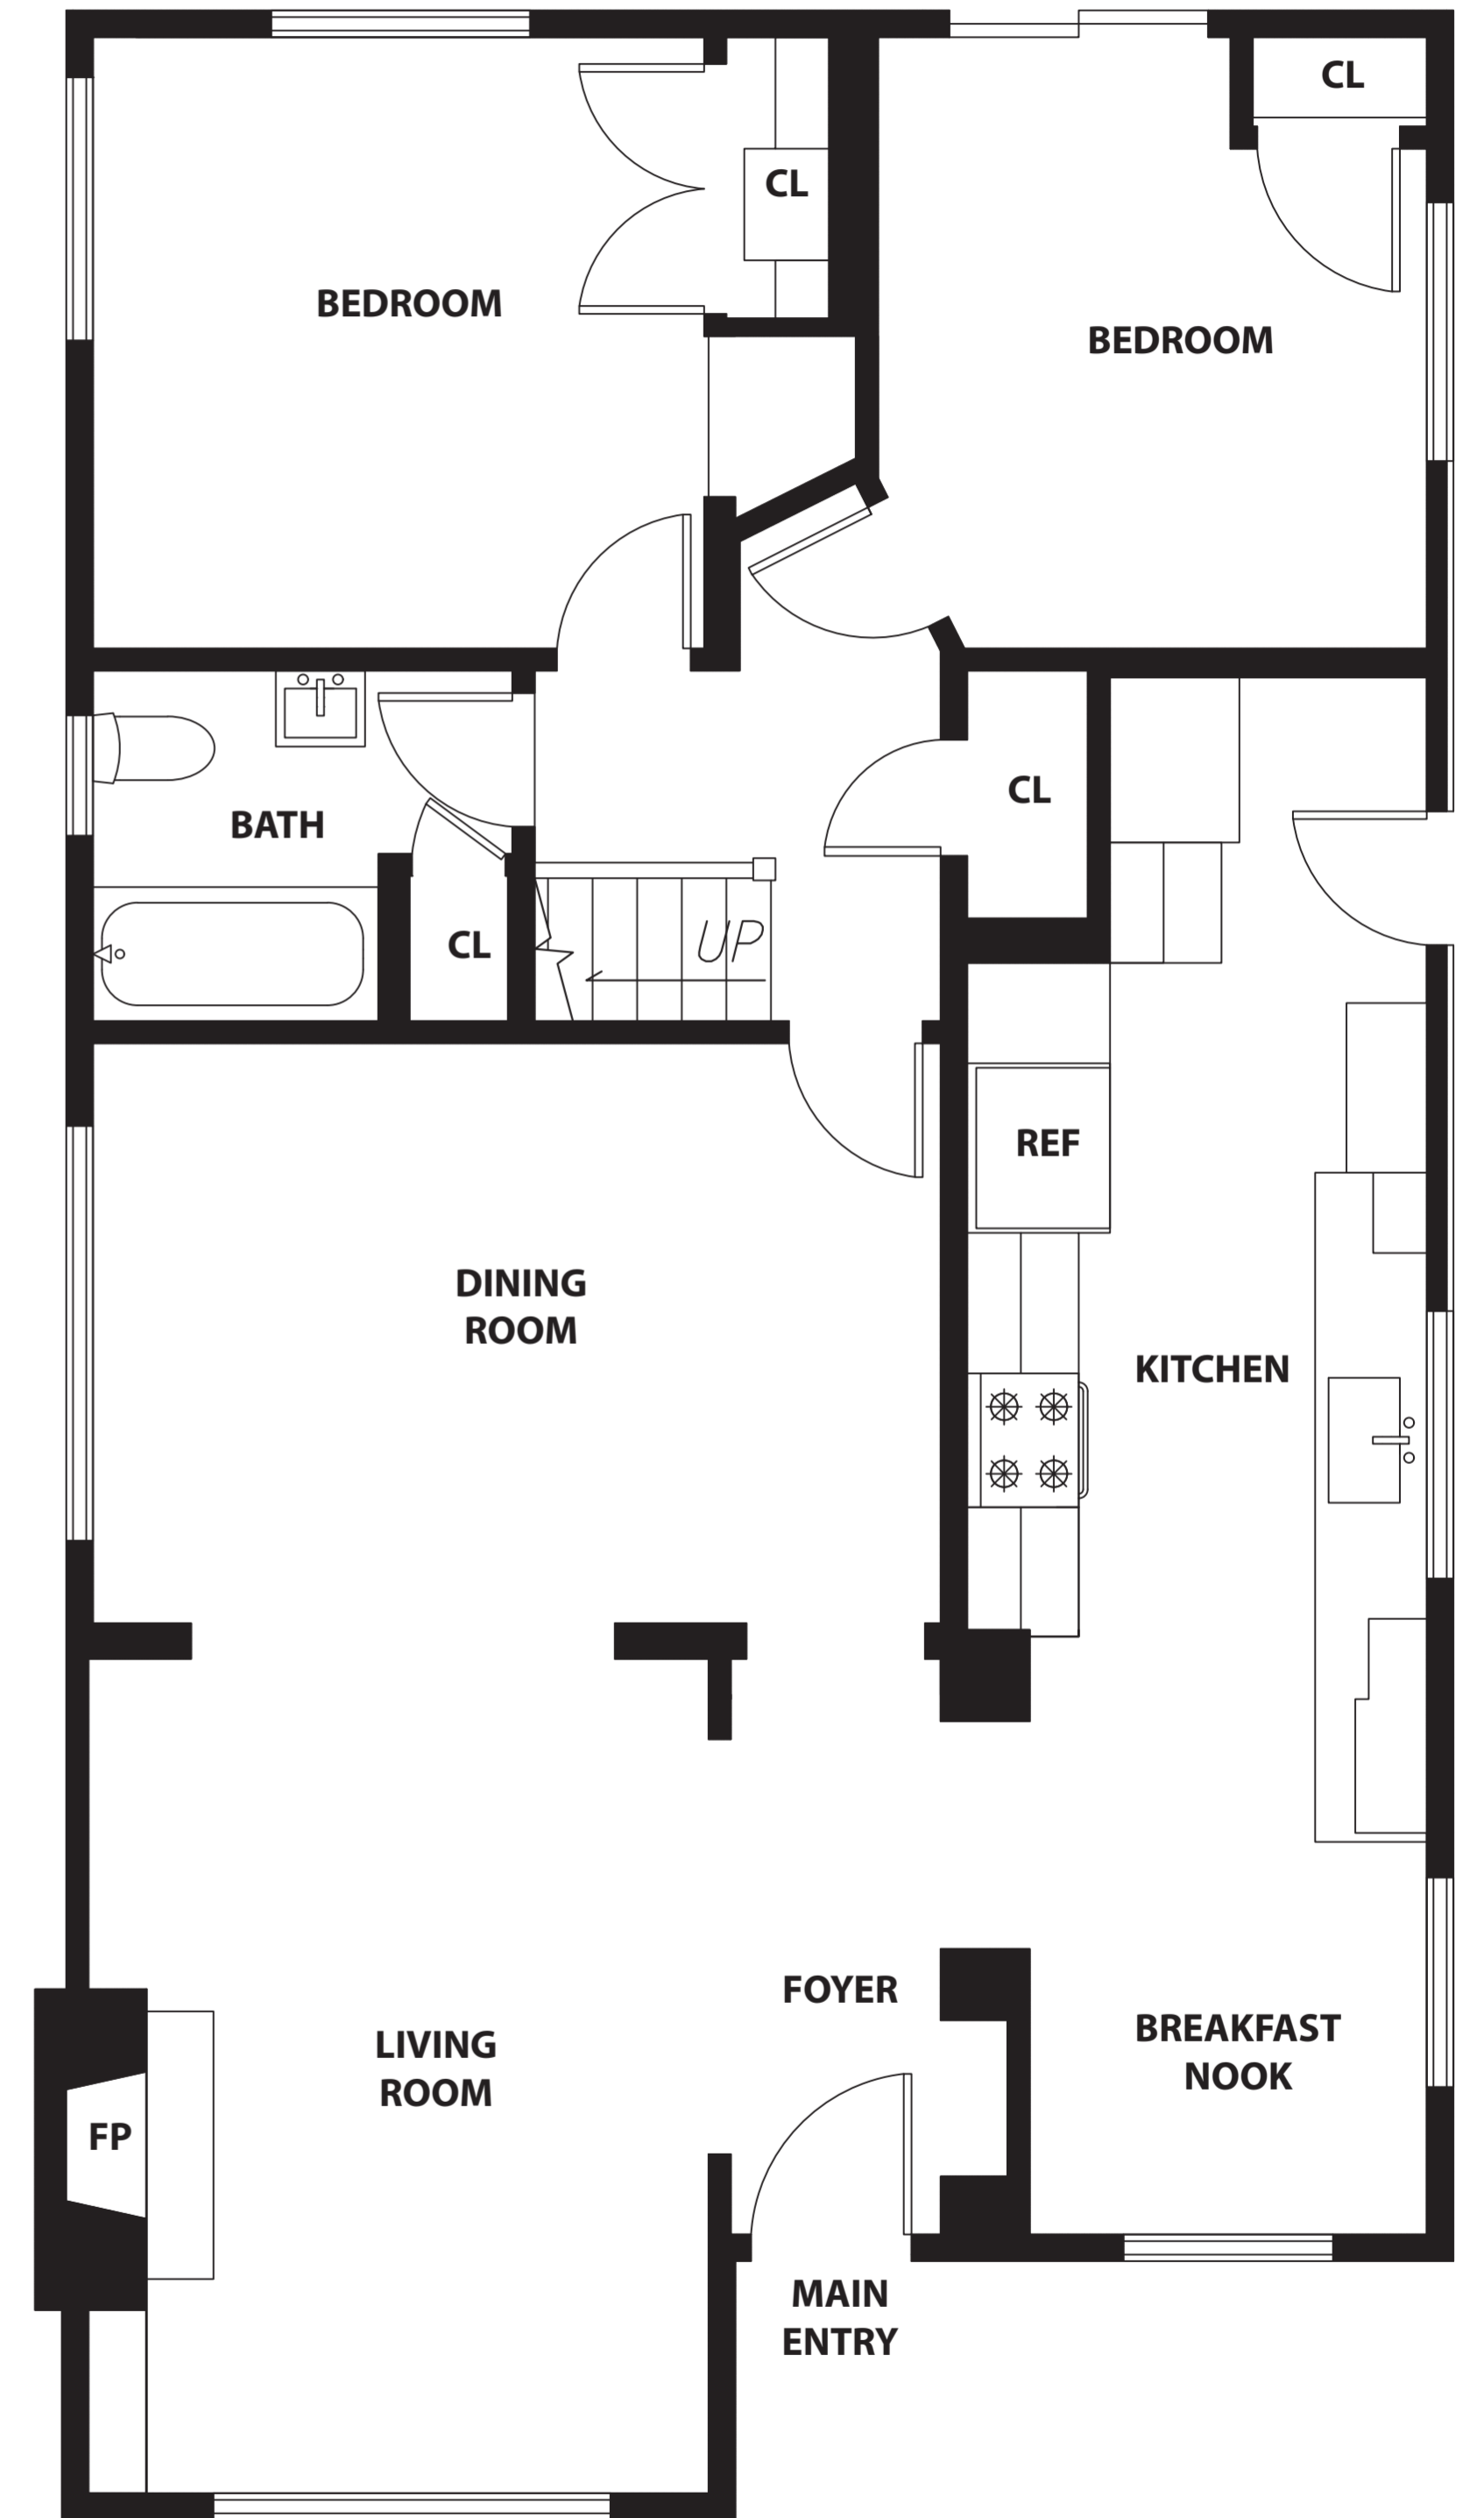 CL
CL
BEDROOM
BEDROOM
CL
BATH
UP
CL
REF
DINING
ROOM
KITCHEN
FOYER
BREAKFAST
NOOK
LIVING
ROOM
FP
MAIN
ENTRY